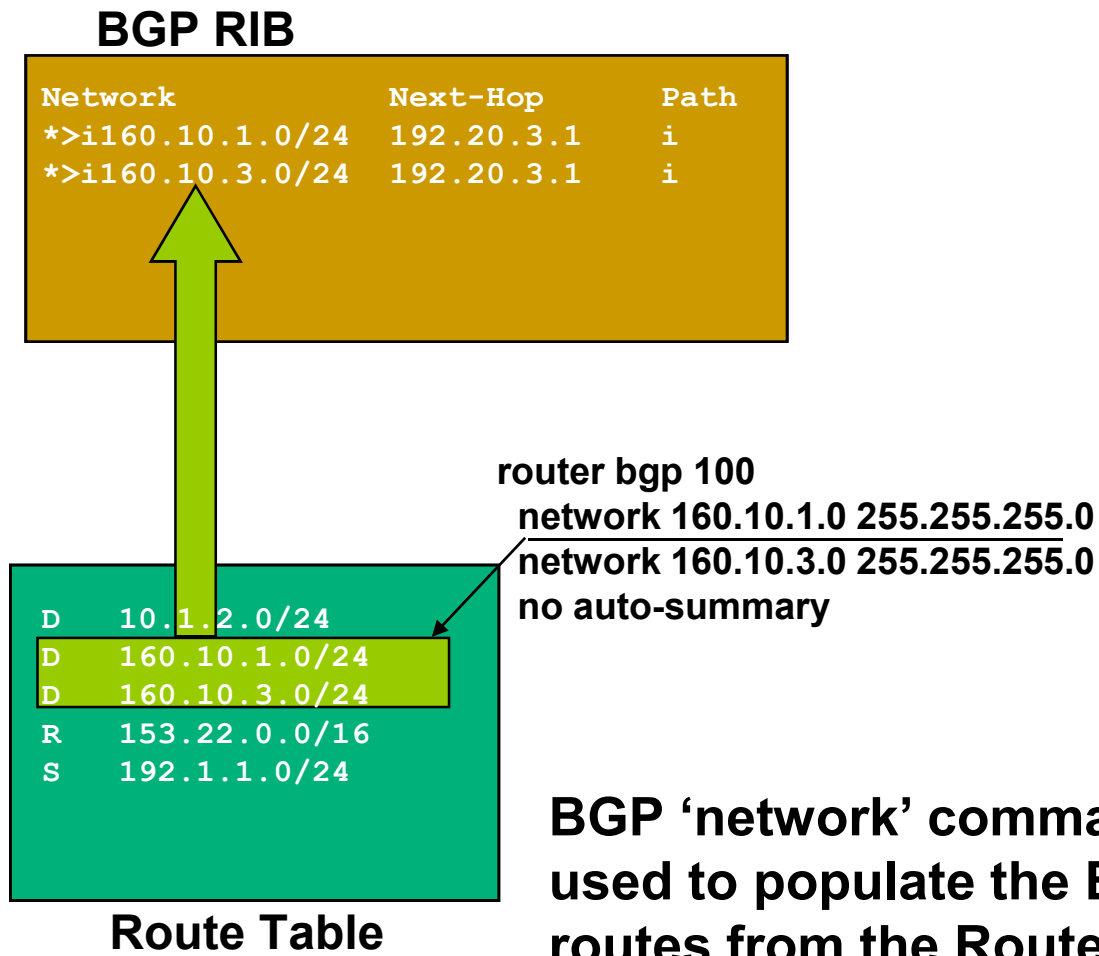 BGP RIB
Network Next-Hop Path
*>i160.10.1.0/24 192.20.3.1 i
*>i160.10.3.0/24 192.20.3.1 i
router bgp 100
network 160.10.1.0 255.255.255.0
network 160.10.3.0 255.255.255.0
no auto-summary
D 10.1.2.0/24
D 160.10.1.0/24
D 160.10.3.0/24
R 153.22.0.0/16
S 192.1.1.0/24
Route Table
BGP ‘network’
used to populate the
routes from the Route